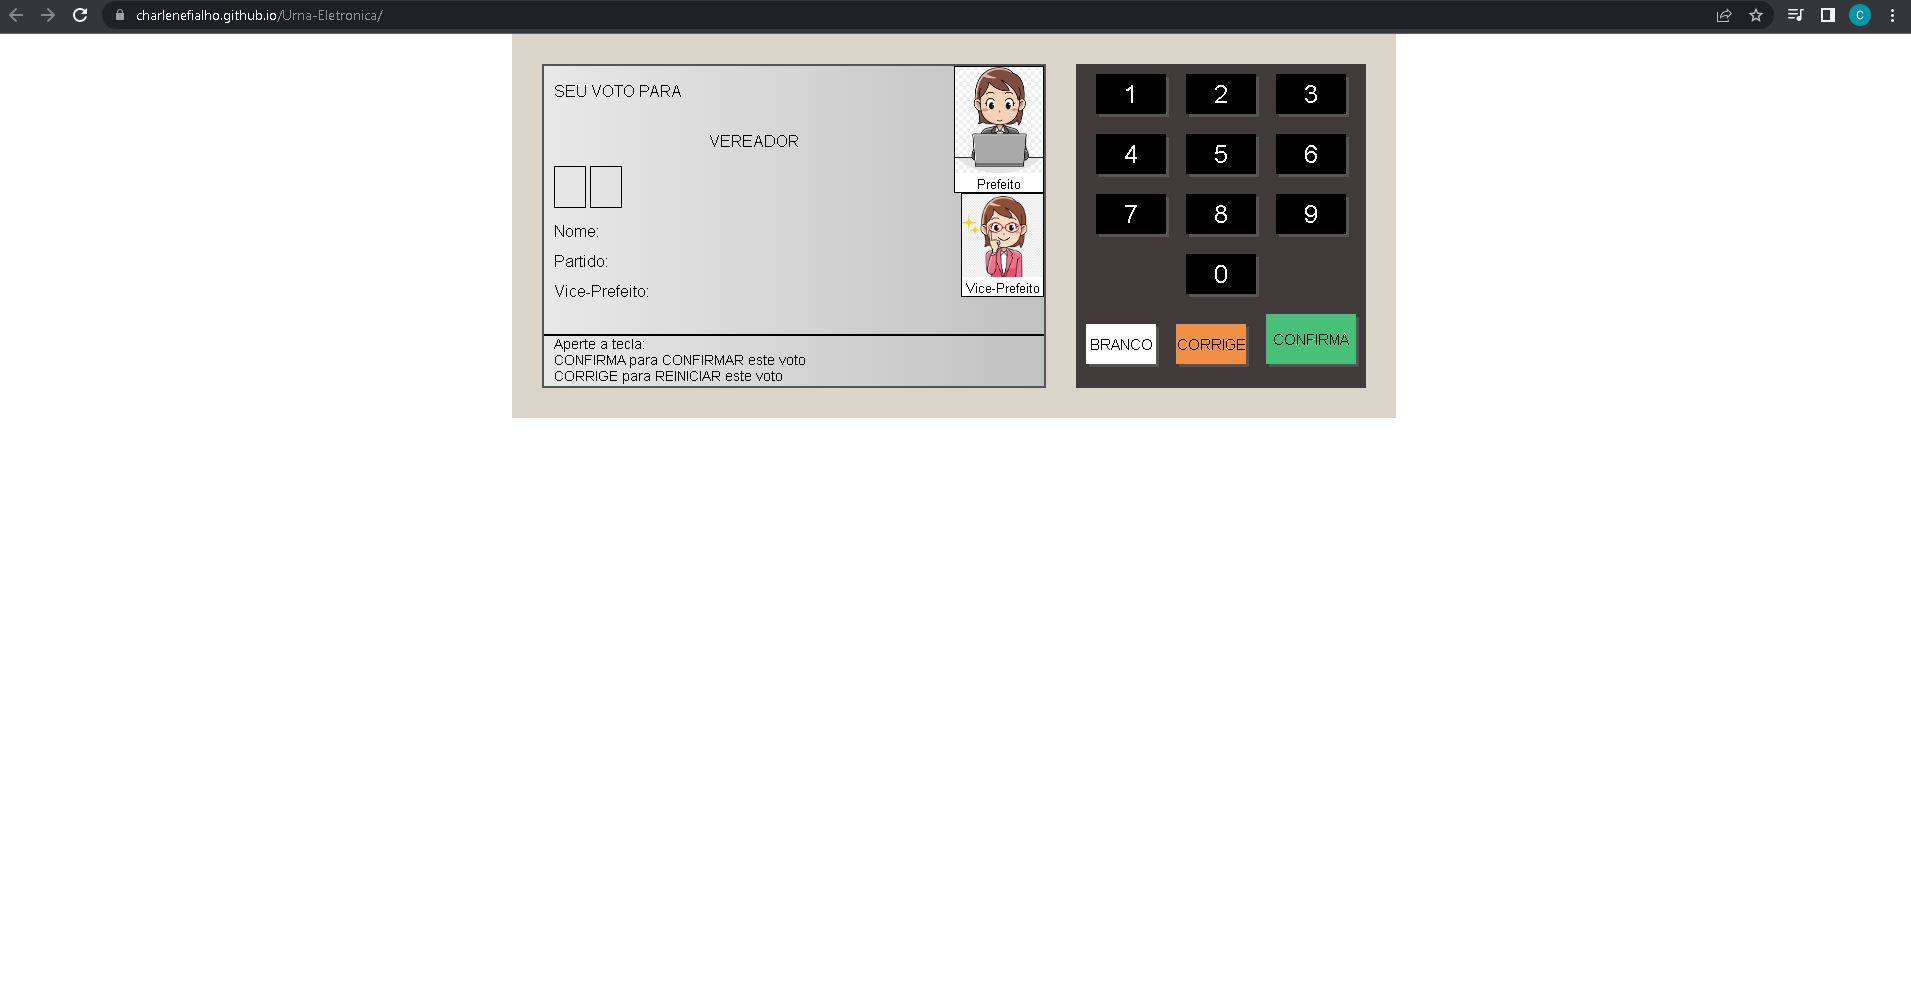 charlenefialho.github.io/Urna-Eletronica/
C
SEU VOTO PARA
VEREADOR
Nome:
Partido:
Vice-Prefeito:
Prefeito
Vice-Prefeito
Aperte a tecla:
CONFIRMA para CONFIRMAR este voto
CORRIGE para REINICIAR este voto
1 2 3
4 5 6
7 8 9
0
BRANCO CORRIGE CONFIRMA